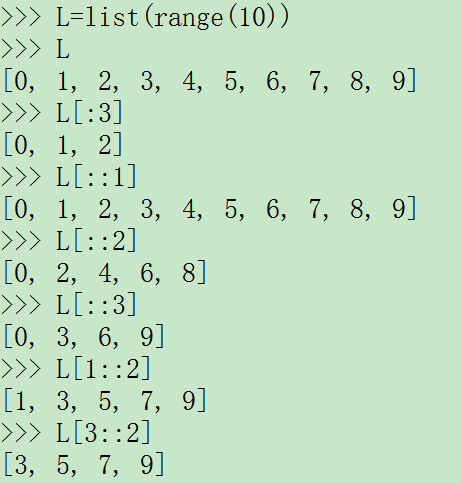 >>> L=list(range(10))
>>> L
[0, 1, 2, 3, 4, 5, 6, 7, 8, 9]
>>> L[:3]
[0, 1, 2]
>>> L[::1]
[0, 1, 2, 3, 4, 5, 6, 7, 8, 9]
>>> L[::2]
[0, 2, 4, 6, 8]
>>> L[::3]
[0, 3, 6, 9]
>>> L[1::2]
[1, 3, 5, 7, 9]
>>> L[3::2]
[3, 5, 7, 9]